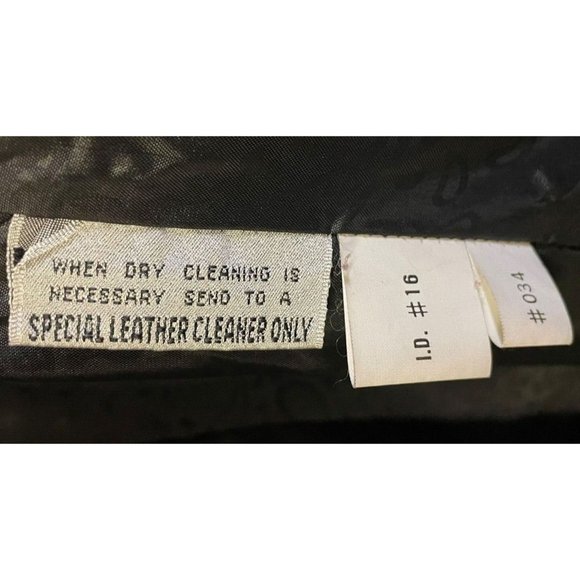 WHEN DRY CLEANING IS
NECESSARY SEND TO A
SPECIAL LEATHER CLEANER ONLY
I.D. #16
#034